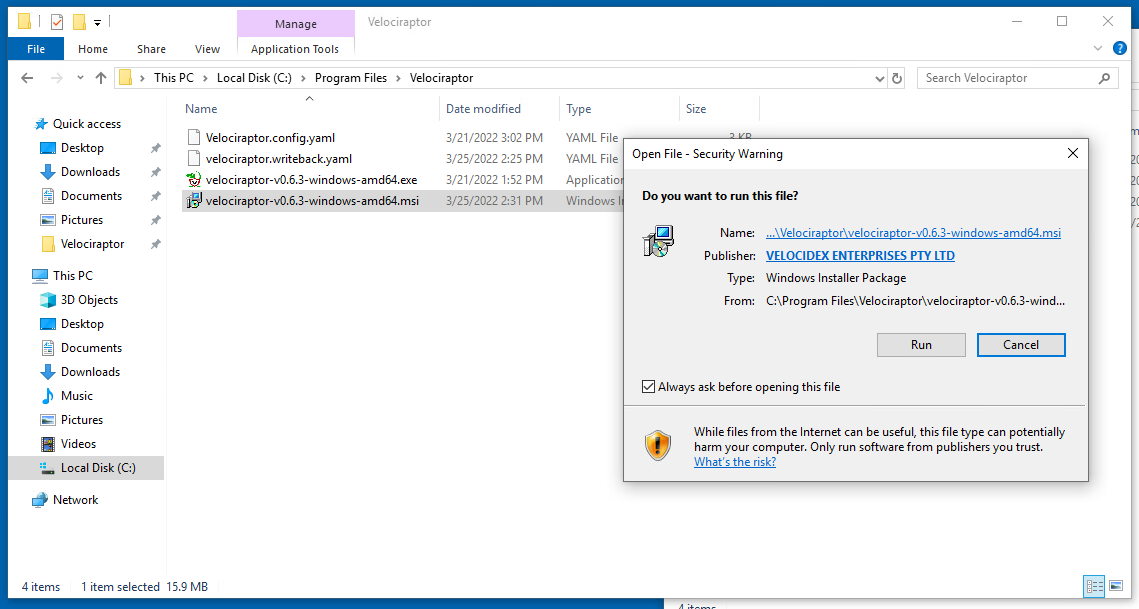 Manage
Velociraptor
File
Home
Share
View
Application Tools
This PC
Local Disk (C:)
Program Files
Velociraptor
Search Velociraptor
Name
Date modified
Type
Size
Quick access
Desktop
Downloads
Documents
Pictures
Velociraptor
This PC
3D Objects
Desktop
Documents
Downloads
Music
Pictures
Videos
Local Disk (C:)
Network
Velociraptor.config.yaml 3/21/2022 3:02 PM YAML File 3 KB
velociraptor.writeback.yaml 3/25/2022 2:25 PM YAML File
velociraptor-v0.6.3-windows-amd64.exe 3/21/2022 1:52 PM Application
velociraptor-v0.6.3-windows-amd64.msi 3/25/2022 2:31 PM Windows
Open File - Security Warning
Do you want to run this file?
Name: ...\Velociraptor\velociraptor-v0.6.3-windows-amd64.msi
Publisher: VELOCIDEX ENTERPRISES PTY LTD
Type: Windows Installer Package
From: C:\Program Files\Velociraptor\velociraptor-v0.6.3-wind...
Run
Cancel
Always ask before opening this file
While files from the Internet can be useful, this file type can potentially
harm your computer. Only run software from publishers you trust.
What's the risk?
4 items
1 item selected 15.9 MB
4 items